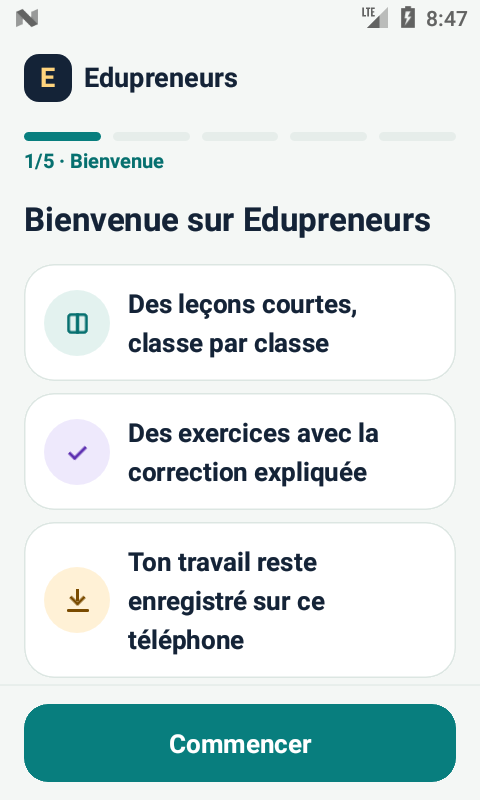 LTE 8:47
E Edupreneurs
1/5 · Bienvenue
Bienvenue sur Edupreneurs
Des leçons courtes,
classe par classe
Des exercices avec la
correction expliquée
Ton travail reste
enregistré sur ce
téléphone
Commencer